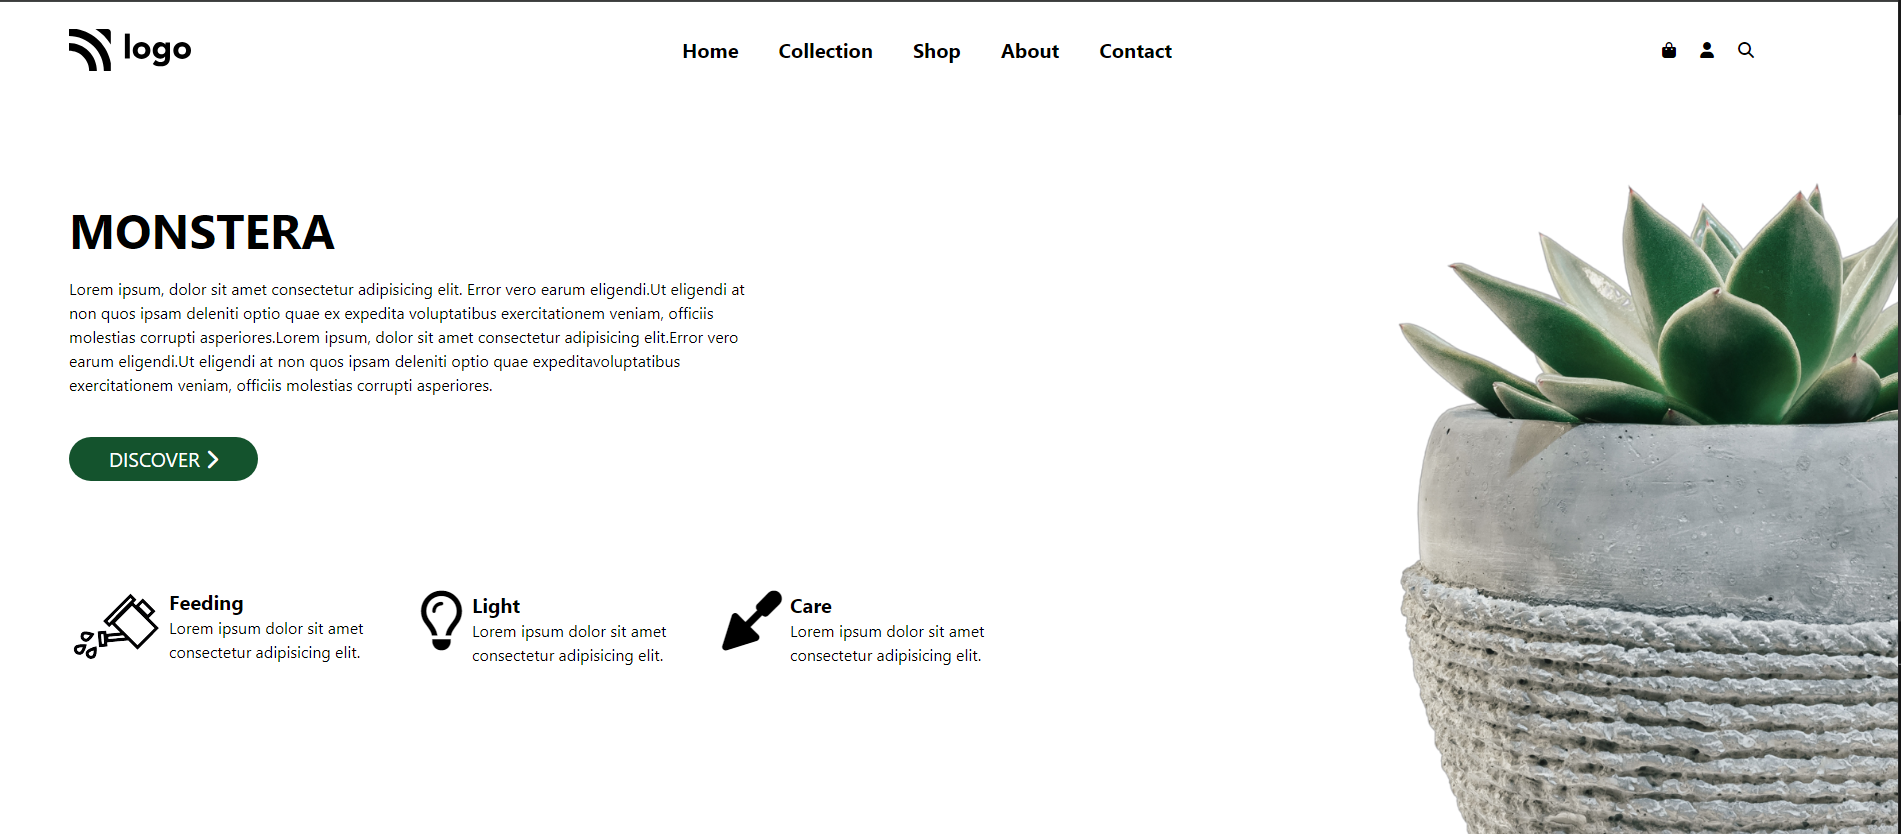 logo
Home Collection Shop About Contact
MONSTERA
Lorem ipsum, dolor sit amet consectetur adipisicing elit. Error vero earum eligendi.Ut eligendi at
non quos ipsam deleniti optio quae ex expedita voluptatibus exercitationem veniam, officiis
molestias corrupti asperiores.Lorem ipsum, dolor sit amet consectetur adipisicing elit.Error vero
earum eligendi.Ut eligendi at non quos ipsam deleniti optio quae expeditavoluptatibus
exercitationem veniam, officiis molestias corrupti asperiores.
DISCOVER
Feeding
Lorem ipsum dolor sit amet
consectetur adipisicing elit.
Light
Lorem ipsum dolor sit amet
consectetur adipisicing elit.
Care
Lorem ipsum dolor sit amet
consectetur adipisicing elit.